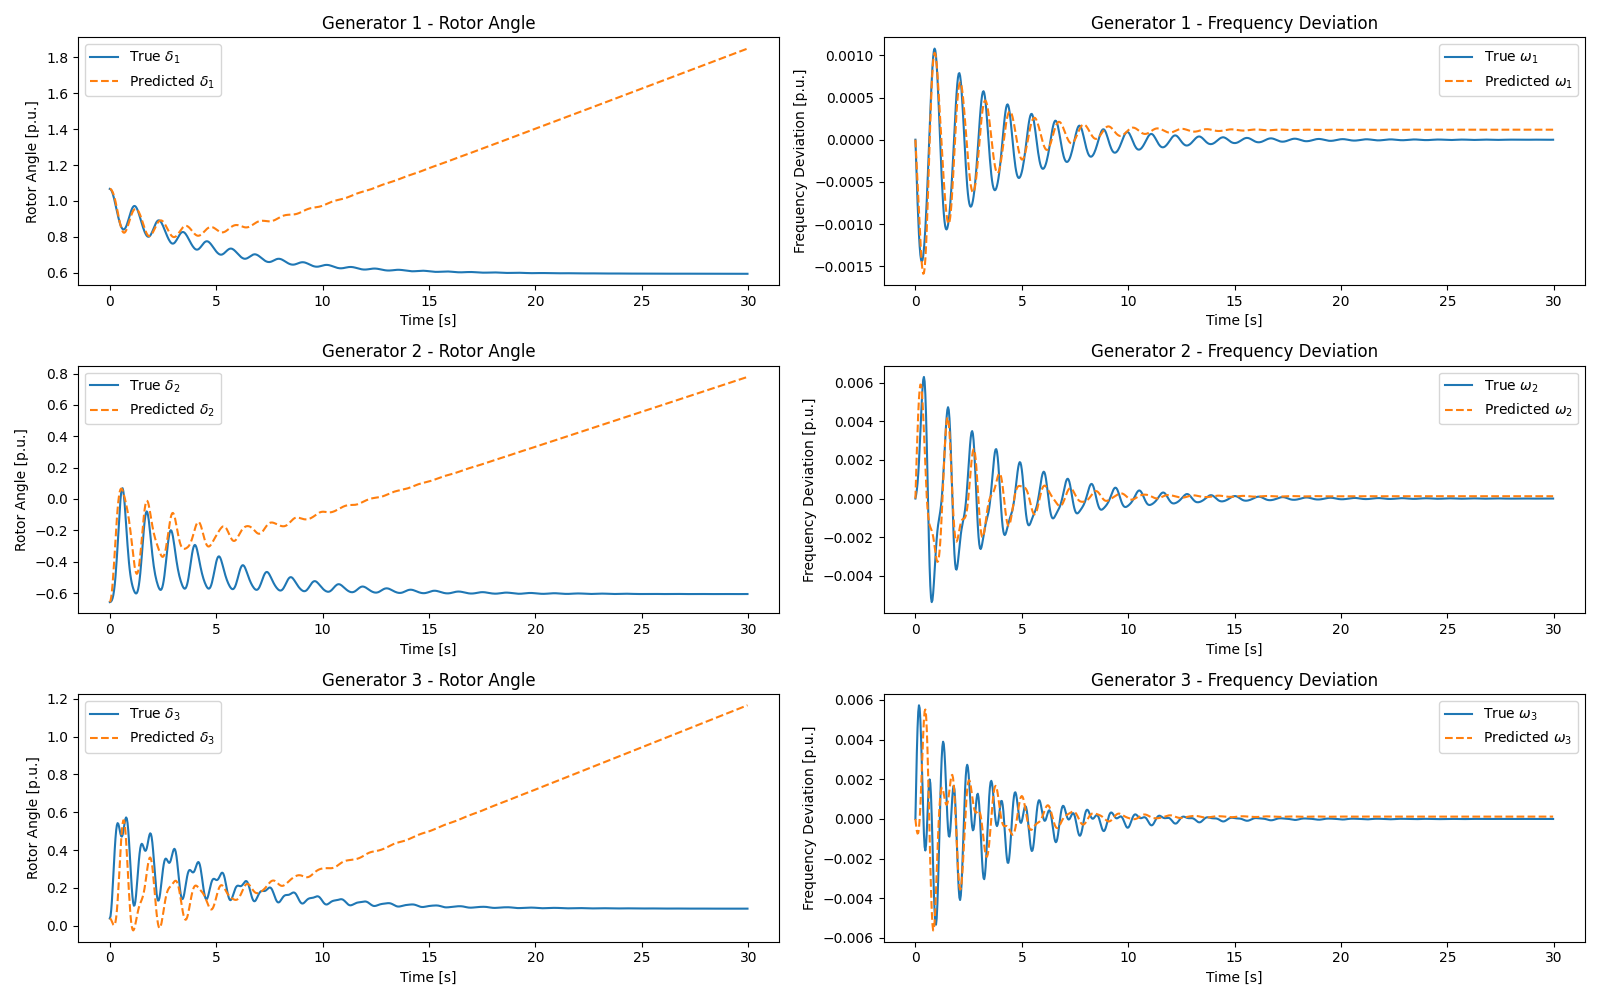 Generator 1 - Rotor Angle
Rotor Angle [p.u.]
1.8
1.6
1.4
1.2
1.0
0.8
0.6
True δ₁
Predicted δ₁
0 5 10 15 20 25 30
Time [s]
Generator 1 - Frequency Deviation
Frequency Deviation [p.u.]
0.0010
0.0005
0.0000
−0.0005
−0.0010
−0.0015
True ω₁
Predicted ω₁
0 5 10 15 20 25 30
Time [s]
Generator 2 - Rotor Angle
Rotor Angle [p.u.]
0.8
0.6
0.4
0.2
0.0
−0.2
−0.4
−0.6
True δ₂
Predicted δ₂
0 5 10 15 20 25 30
Time [s]
Generator 2 - Frequency Deviation
Frequency Deviation [p.u.]
0.006
0.004
0.002
0.000
−0.002
−0.004
True ω₂
Predicted ω₂
0 5 10 15 20 25 30
Time [s]
Generator 3 - Rotor Angle
Rotor Angle [p.u.]
1.2
1.0
0.8
0.6
0.4
0.2
0.0
True δ₃
Predicted δ₃
0 5 10 15 20 25 30
Time [s]
Generator 3 - Frequency Deviation
Frequency Deviation [p.u.]
0.006
0.004
0.002
0.000
−0.002
−0.004
−0.006
True ω₃
Predicted ω₃
0 5 10 15 20 25 30
Time [s]